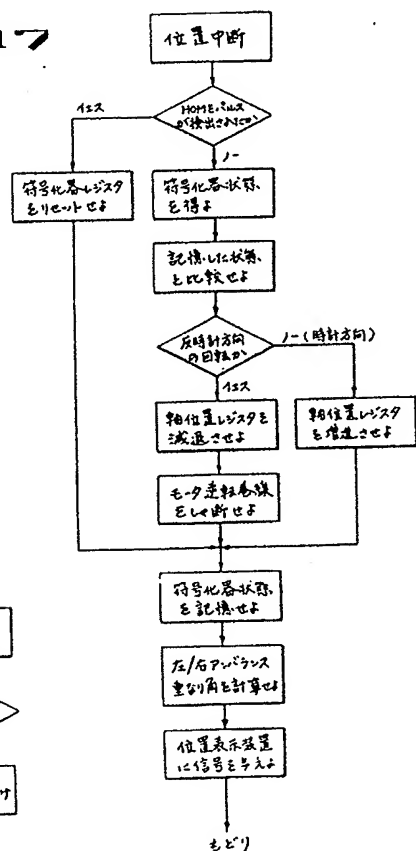 位置中断
HOMEパルス
が検出されたか
イエス
ノー
符号化器レジスタ
をリセットせよ
符号化器状態
を得よ
記憶した状態
と比較せよ
反時計方向
の回転か
ノー(時計方向)
イエス
軸位置レジスタを
減進させよ
軸位置レジスタ
を増進させよ
モータ逆転巻線
をしゃ断せよ
符号化器状態
を記憶せよ
左/右アンバランス
重なり角を計算せよ
位置表示装置
に信号を与えよ
もどり